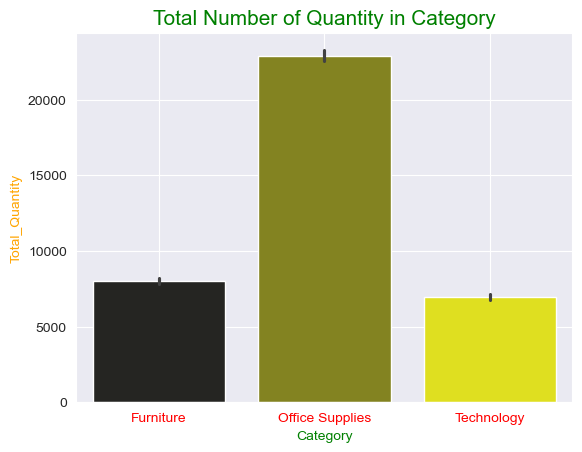 Total Number of Quantity in Category
Total_Quantity
20000
15000
10000
5000
0
Furniture
Office Supplies
Technology
Category